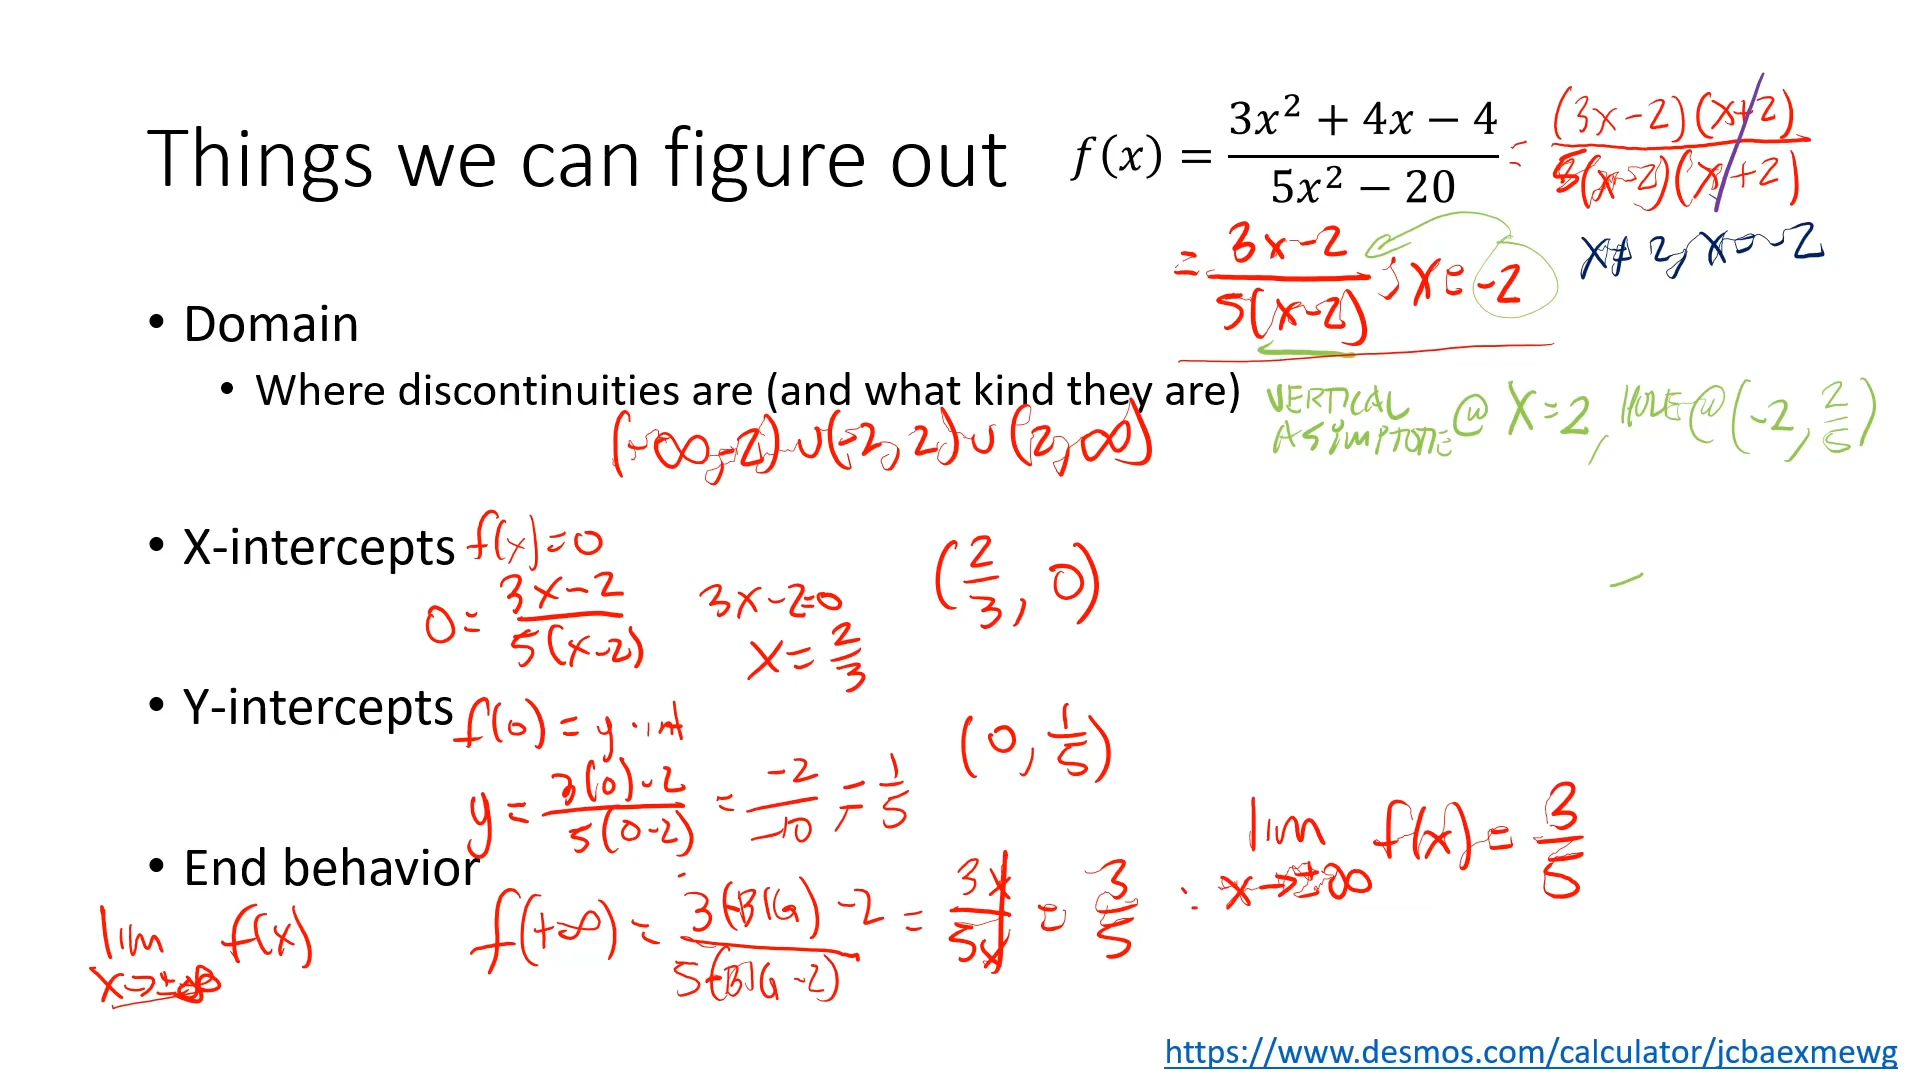 Things we can figure out
f(x) = (3x² + 4x − 4)/(5x² − 20) = (3x−2)(x+2)/5(x−2)(x+2)
= (3x−2)/5(x−2) ; x = −2
x ≠ 2, x = −2
• Domain
• Where discontinuities are (and what kind they are)
VERTICAL ASIMPTOTE @ X=2, HOLE @ (−2, 2/5)
(−∞,−2) ∪ (−2, 2) ∪ (2, ∞)
• X-intercepts f(x)=0
0 = (3x−2)/5(x−2)
3x−2=0
x = 2/3
(2/3, 0)
• Y-intercepts f(0) = y·int
y = (3(0)−2)/5(0−2) = −2/−10 = 1/5
(0, 1/5)
• End behavior
lim x→±∞ f(x)
f(+∞) = (3(BIG)−2)/5(BIG−2) = 3x/5x = 3/5
∴ lim x→±∞ f(x) = 3/5
https://www.desmos.com/calculator/jcbaexmewg